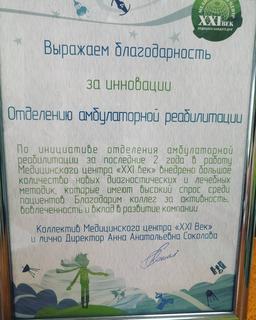 XXI
ВЕК
Выражаем благодарность
за инновации
Отделению амбулаторной реабилитации
По инициативе отделения амбулаторной
реабилитации за последние 2 года в работу
Медицинского центра «XXI век» внедрено большое
количество новых диагностических и лечебных
методик, которые имеют высокий спрос среди
пациентов. Благодарим коллег за активность,
вовлеченность и вклад в развитие компании
Коллектив Медицинского центра «XXI Век»
и лично Директор Анна Анатольевна Соколова